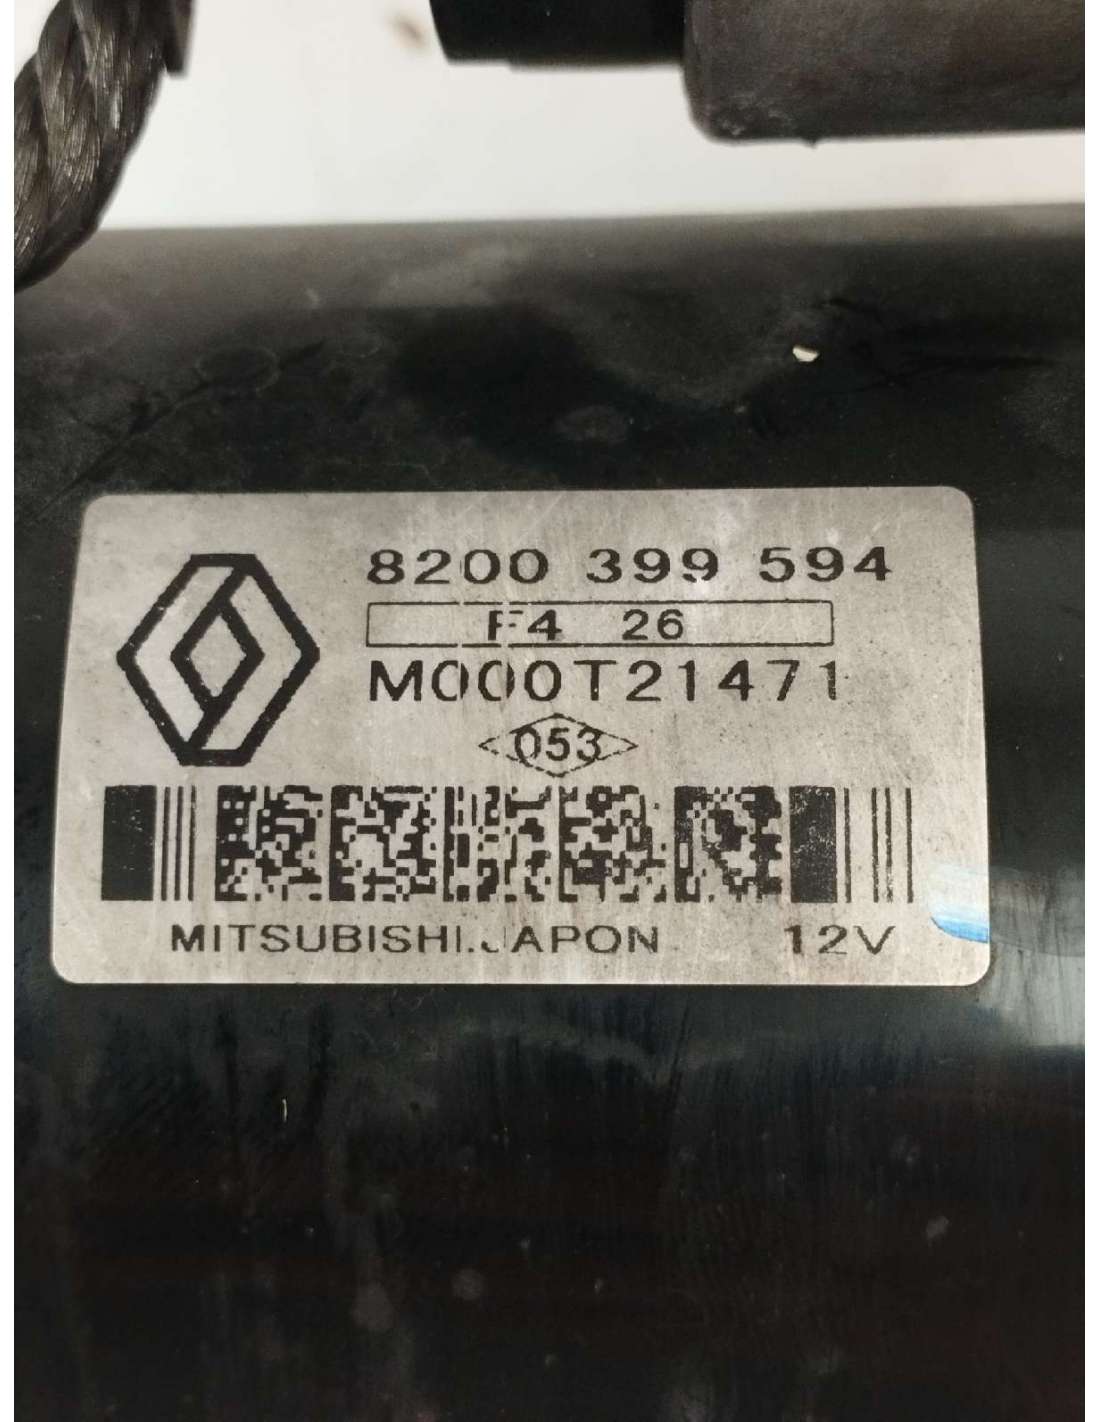 8200 399 594
F4 26
M000T21471
053
MITSUBISHI.JAPON 12V